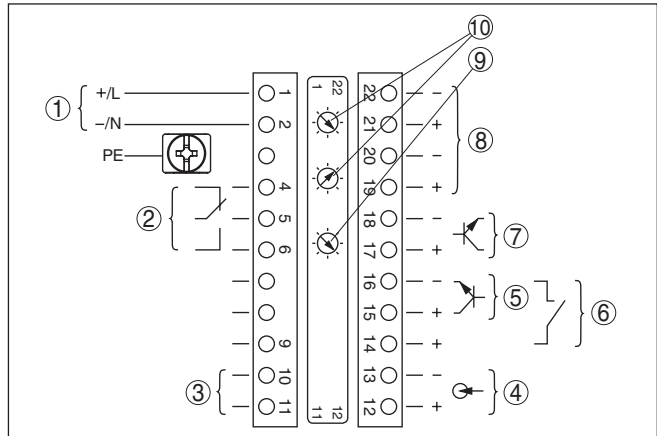 ⑩
⑨
1 22
+/L 1 22 −
① −/N 2 21 + ⑧
PE 20 −
4 19 +
② 5 18 − ⑦
6 17 +
16 − ⑤ ⑥
15 +
9 14 +
③ 10 13 − ④
11 12 +
11 12